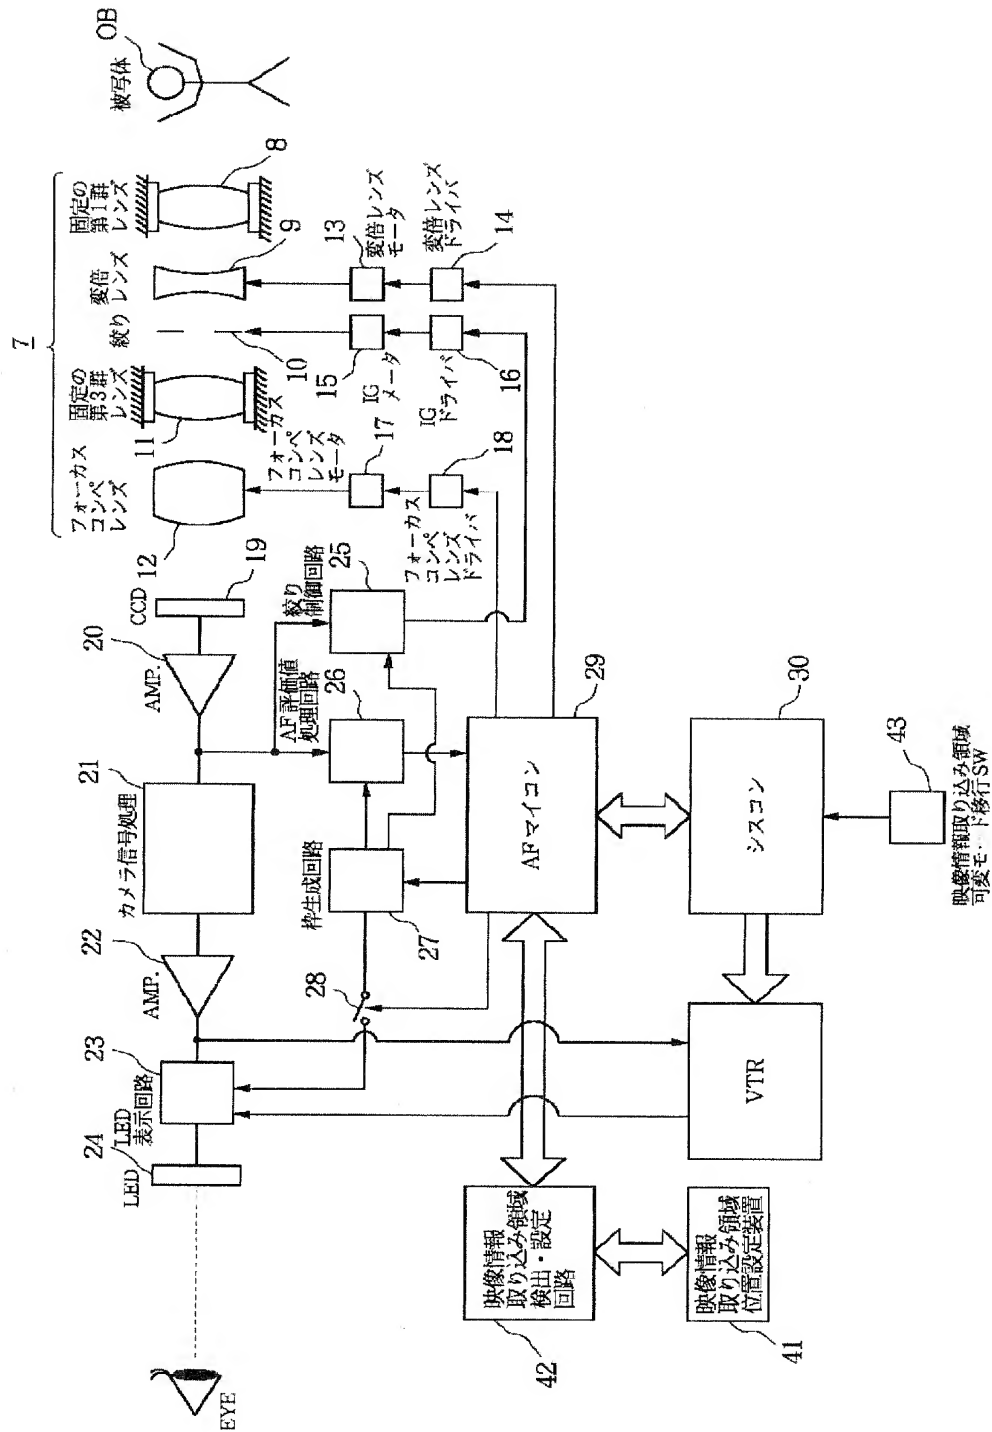 7
フォーカス
コンペ
レンズ
固定の
第3群
レンズ
絞り
変倍
レンズ
固定の
第1群
レンズ
被写体
OB
8
9
10
11
12
フォーカス
コンペ
レンズ
モータ
17
IG
メータ
15
13
変倍レンズ
モータ
フォーカス
コンペ
レンズ
ドライバ
18
IG
ドライバ
16
変倍レンズ
ドライバ
14
EYE
LED
24
LED
表示回路
23
AMP.
22
カメラ信号処理
21
AMP.
20
CCD
19
28
枠生成回路
27
AF評価値
処理回路
26
絞り
制御回路
25
AFマイコン
29
映像情報
取り込み領域
検出・設定
回路
42
映像情報
取り込み領域
位置設定装置
41
VTR
シスコン
30
43
映像情報取り込み領域
可変モード移行SW